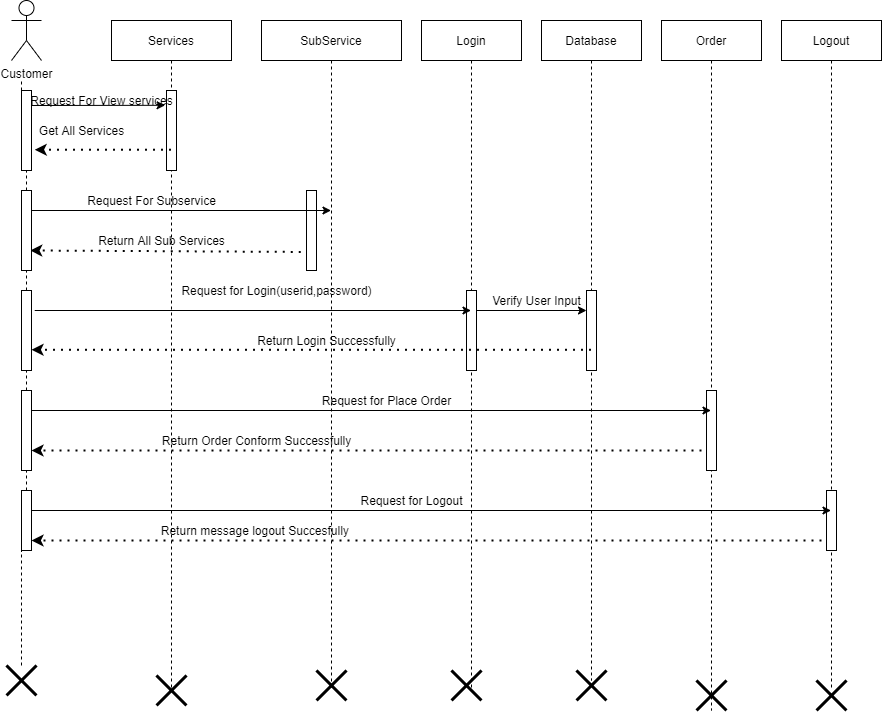 Services
SubService
Login
Database
Order
Logout
Customer
Request For View services
Get All Services
Request For Subservice
Return All Sub Services
Request for Login(userid,password)
Verify User Input
Return Login Successfully
Request for Place Order
Return Order Conform Successfully
Request for Logout
Return message logout Succesfully